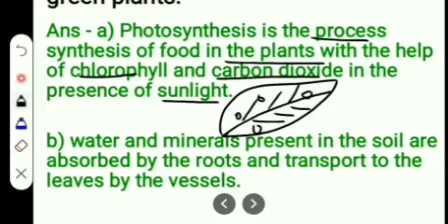 green plants.
Ans - a) Photosynthesis is the process
synthesis of food in the plants with the help
of chlorophyll and carbon dioxide in the
presence of sunlight.
b) water and minerals present in the soil are
absorbed by the roots and transport to the
leaves by the vessels.